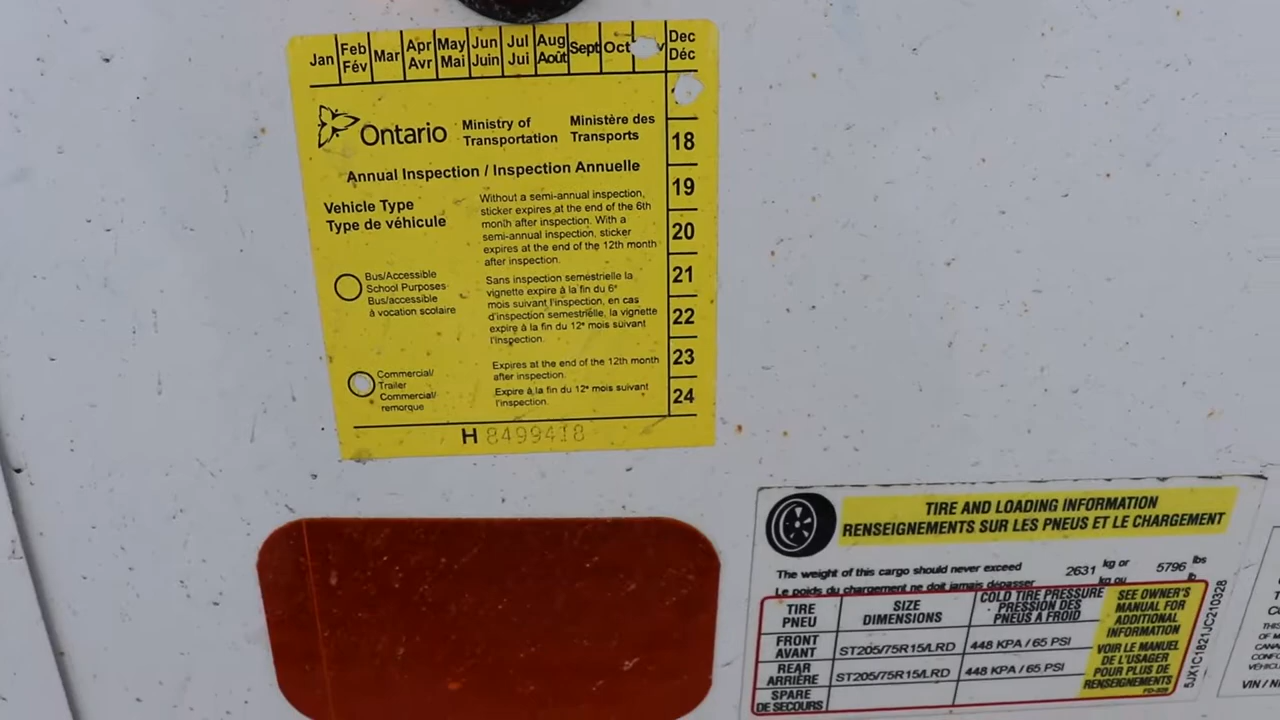 Jan Feb Mar Apr May Jun Jul Aug Sept Oct Dec
Fév Avr Mai Juin Jui Août Déc
Ontario
Ministry of
Transportation
Ministère des
Transports
18
19
20
21
22
23
24
Annual Inspection / Inspection Annuelle
Vehicle Type
Type de véhicule
Without a semi-annual inspection,
sticker expires at the end of the 6th
month after inspection. With a
semi-annual inspection, sticker
expires at the end of the 12th month
after inspection.
Bus/Accessible
School Purposes
Bus/accessible
à vocation scolaire
Sans inspection semestrielle la
vignette expire à la fin du 6e
mois suivant l'inspection, en cas
d'inspection semestrielle, la vignette
expire à la fin du 12e mois suivant
l'inspection.
Commercial/
Trailer
Commercial/
remorque
Expires at the end of the 12th month
after inspection.
Expire à la fin du 12e mois suivant
l'inspection.
H 8499418
TIRE AND LOADING INFORMATION
RENSEIGNEMENTS SUR LES PNEUS ET LE CHARGEMENT
The weight of this cargo should never exceed 2631 kg or 5796 lbs
Le poids du chargement ne doit jamais dépasser kg ou lb
TIRE
PNEU
SIZE
DIMENSIONS
COLD TIRE PRESSURE
PRESSION DES
PNEUS A FROID
FRONT
AVANT
ST205/75R15/LRD 448 KPA / 65 PSI
REAR
ARRIÈRE
ST205/75R15/LRD 448 KPA / 65 PSI
SPARE
DE SECOURS
SEE OWNER'S
MANUAL FOR
ADDITIONAL
INFORMATION
VOIR LE MANUEL
DE L'USAGER
POUR PLUS DE
RENSEIGNEMENTS
5JX1C1821JC210328
VIN / N